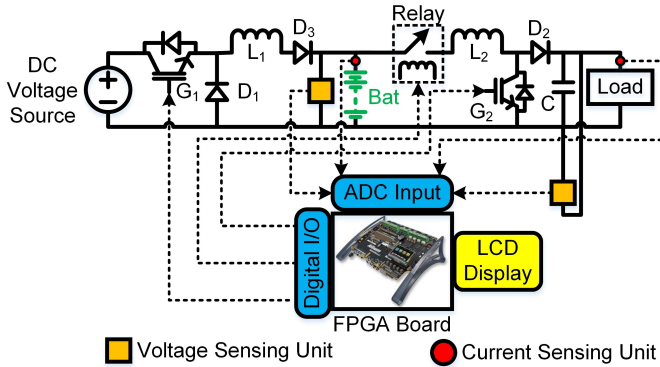 Relay
D3
D2
L1
L2
DC
Voltage
Source
G1
D1
Bat
G2
C
Load
ADC Input
Digital I/O
LCD
Display
FPGA Board
Voltage Sensing Unit
Current Sensing Unit